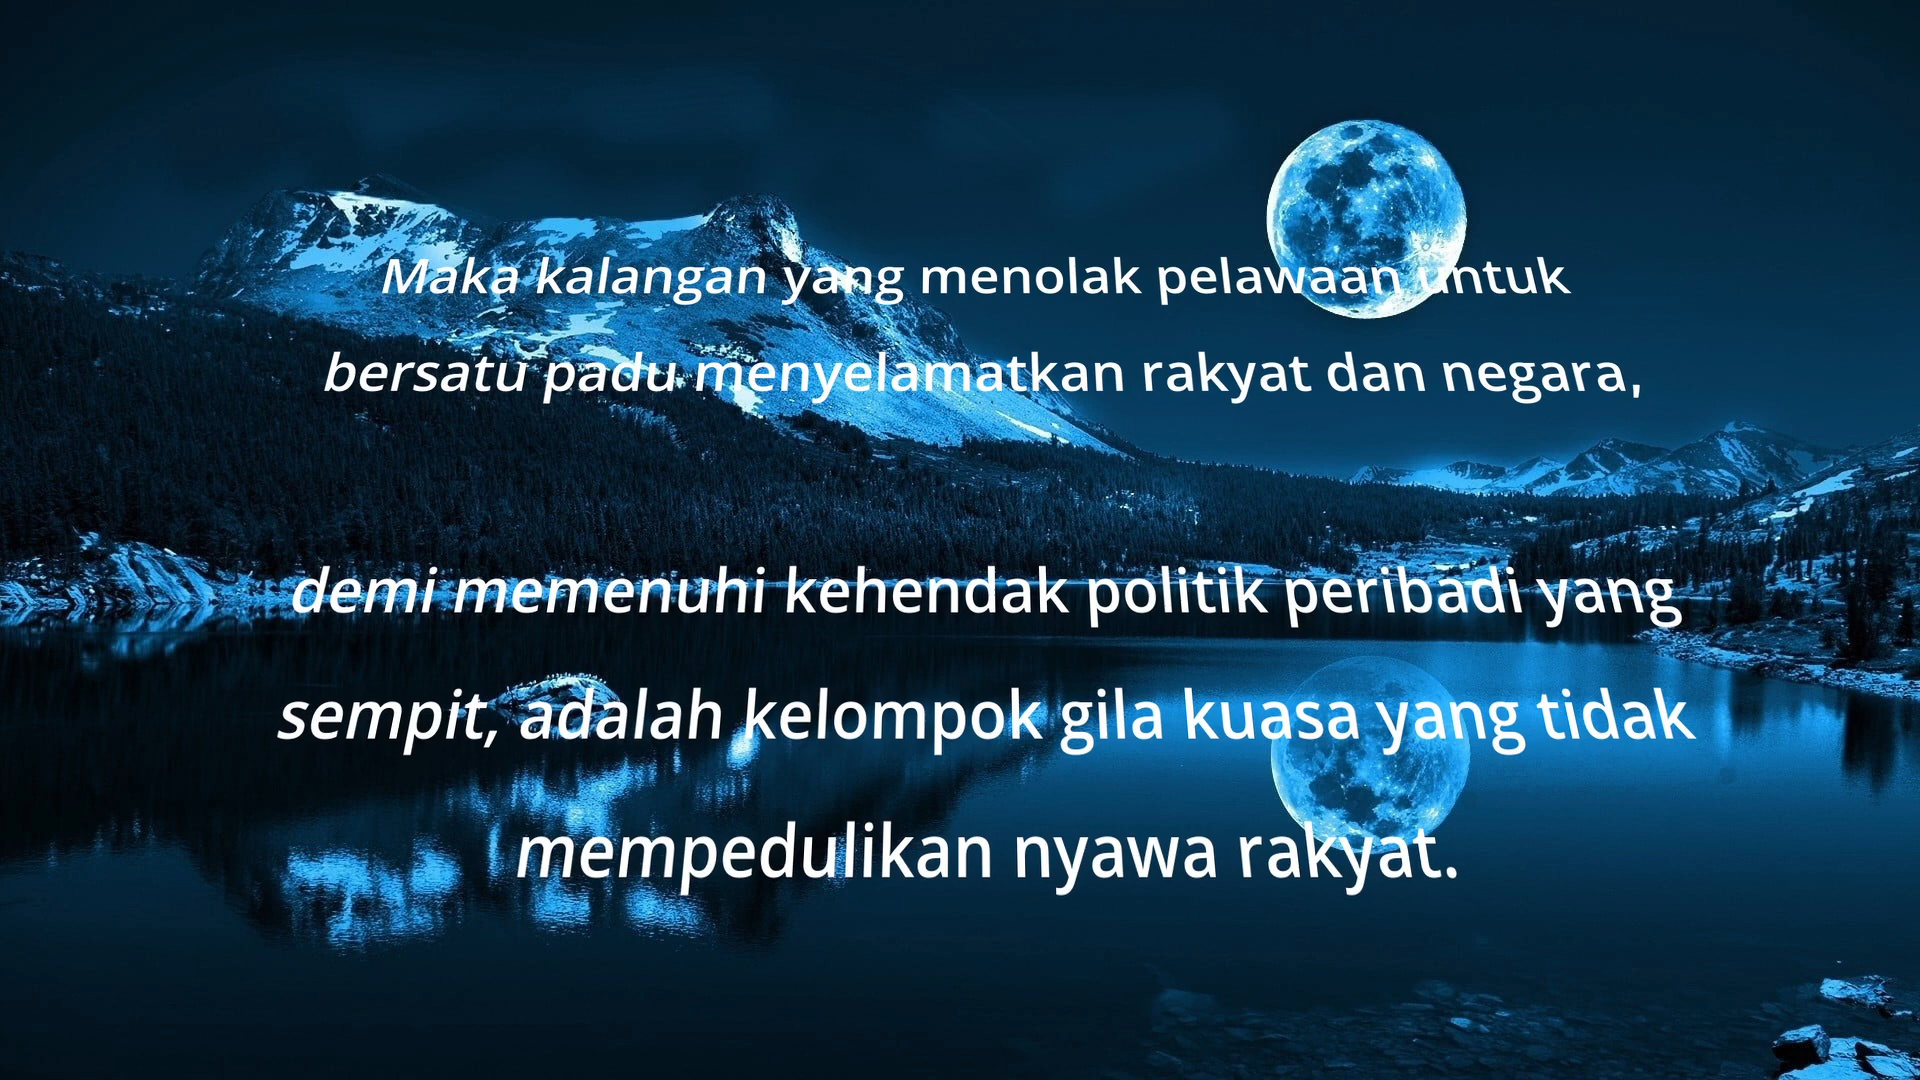 Maka kalangan yang menolak pelawaan untuk
bersatu padu menyelamatkan rakyat dan negara,
demi memenuhi kehendak politik peribadi yang
sempit, adalah kelompok gila kuasa yang tidak
mempedulikan nyawa rakyat.